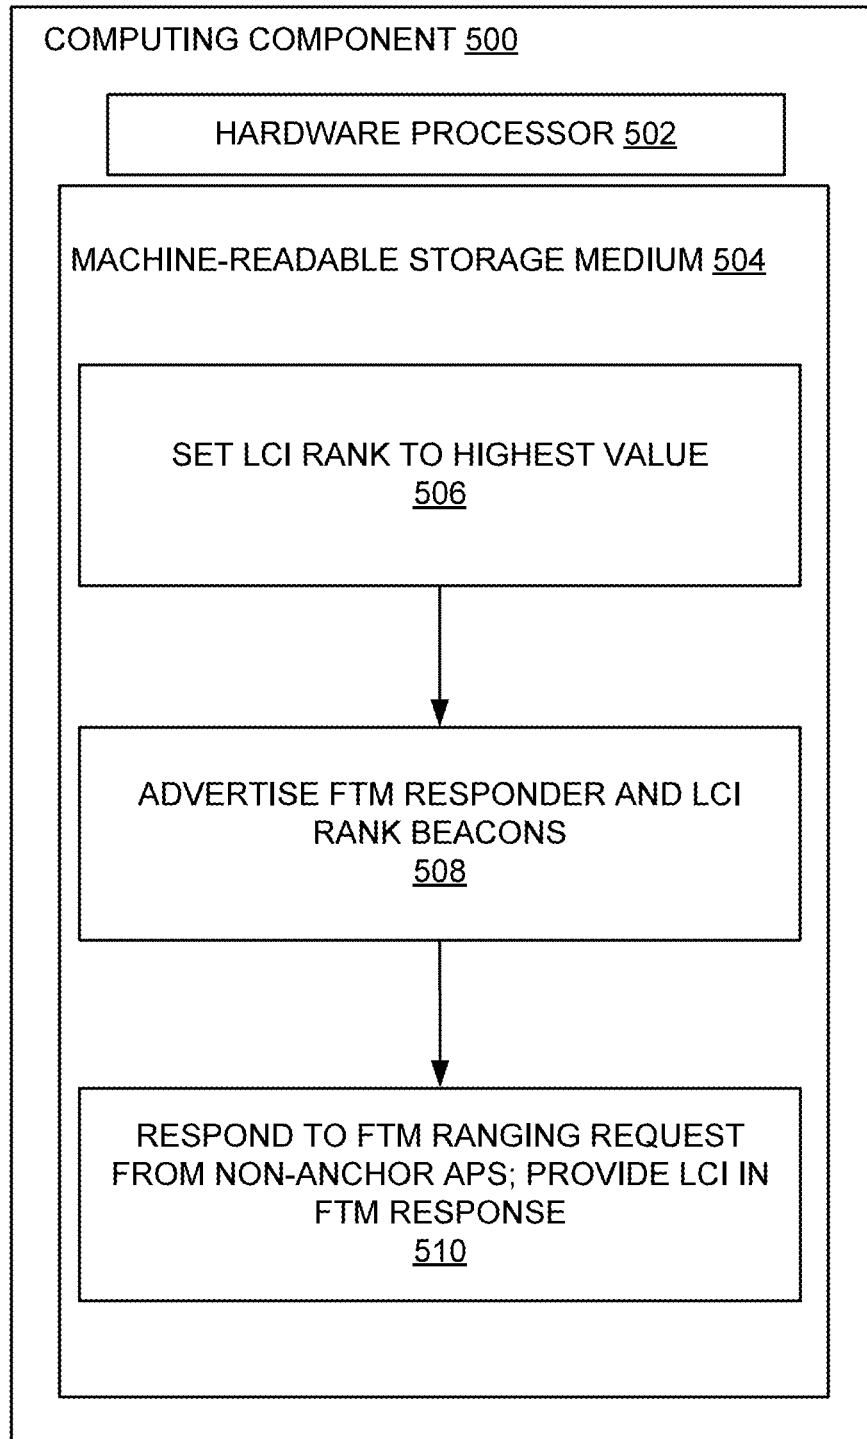 COMPUTING COMPONENT 500
HARDWARE PROCESSOR 502
MACHINE-READABLE STORAGE MEDIUM 504
SET LCI RANK TO HIGHEST VALUE
506
ADVERTISE FTM RESPONDER AND LCI
RANK BEACONS
508
RESPOND TO FTM RANGING REQUEST
FROM NON-ANCHOR APS; PROVIDE LCI IN
FTM RESPONSE
510